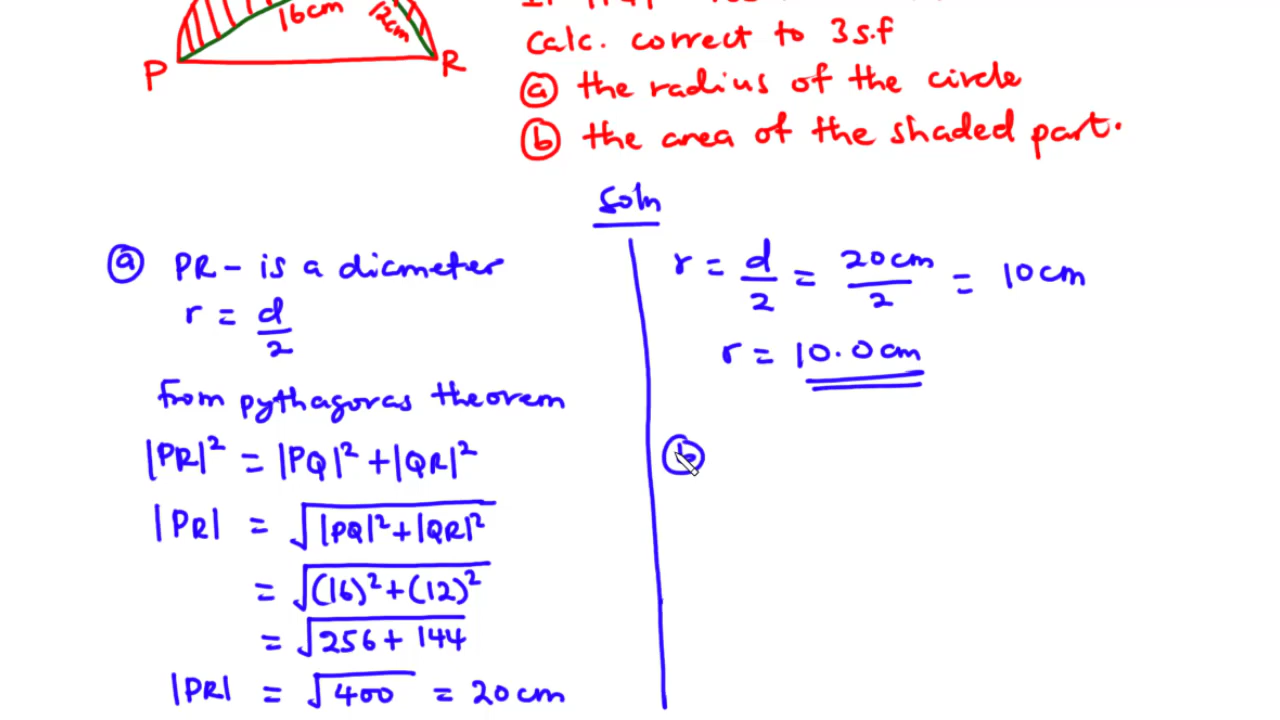 16cm
12cm
P
R
Calc. correct to 3s.f
ⓐ the radius of the circle
ⓑ the area of the shaded part.
Soln
ⓐ PR - is a diameter
r = d/2
from pythagoras theorem
|PR|² = |PQ|² + |QR|²
|PR| = √|PQ|² + |QR|²
= √(16)² + (12)²
= √256 + 144
|PR| = √400 = 20cm
r = d/2 = 20cm/2 = 10cm
r = 10.0cm
ⓑ